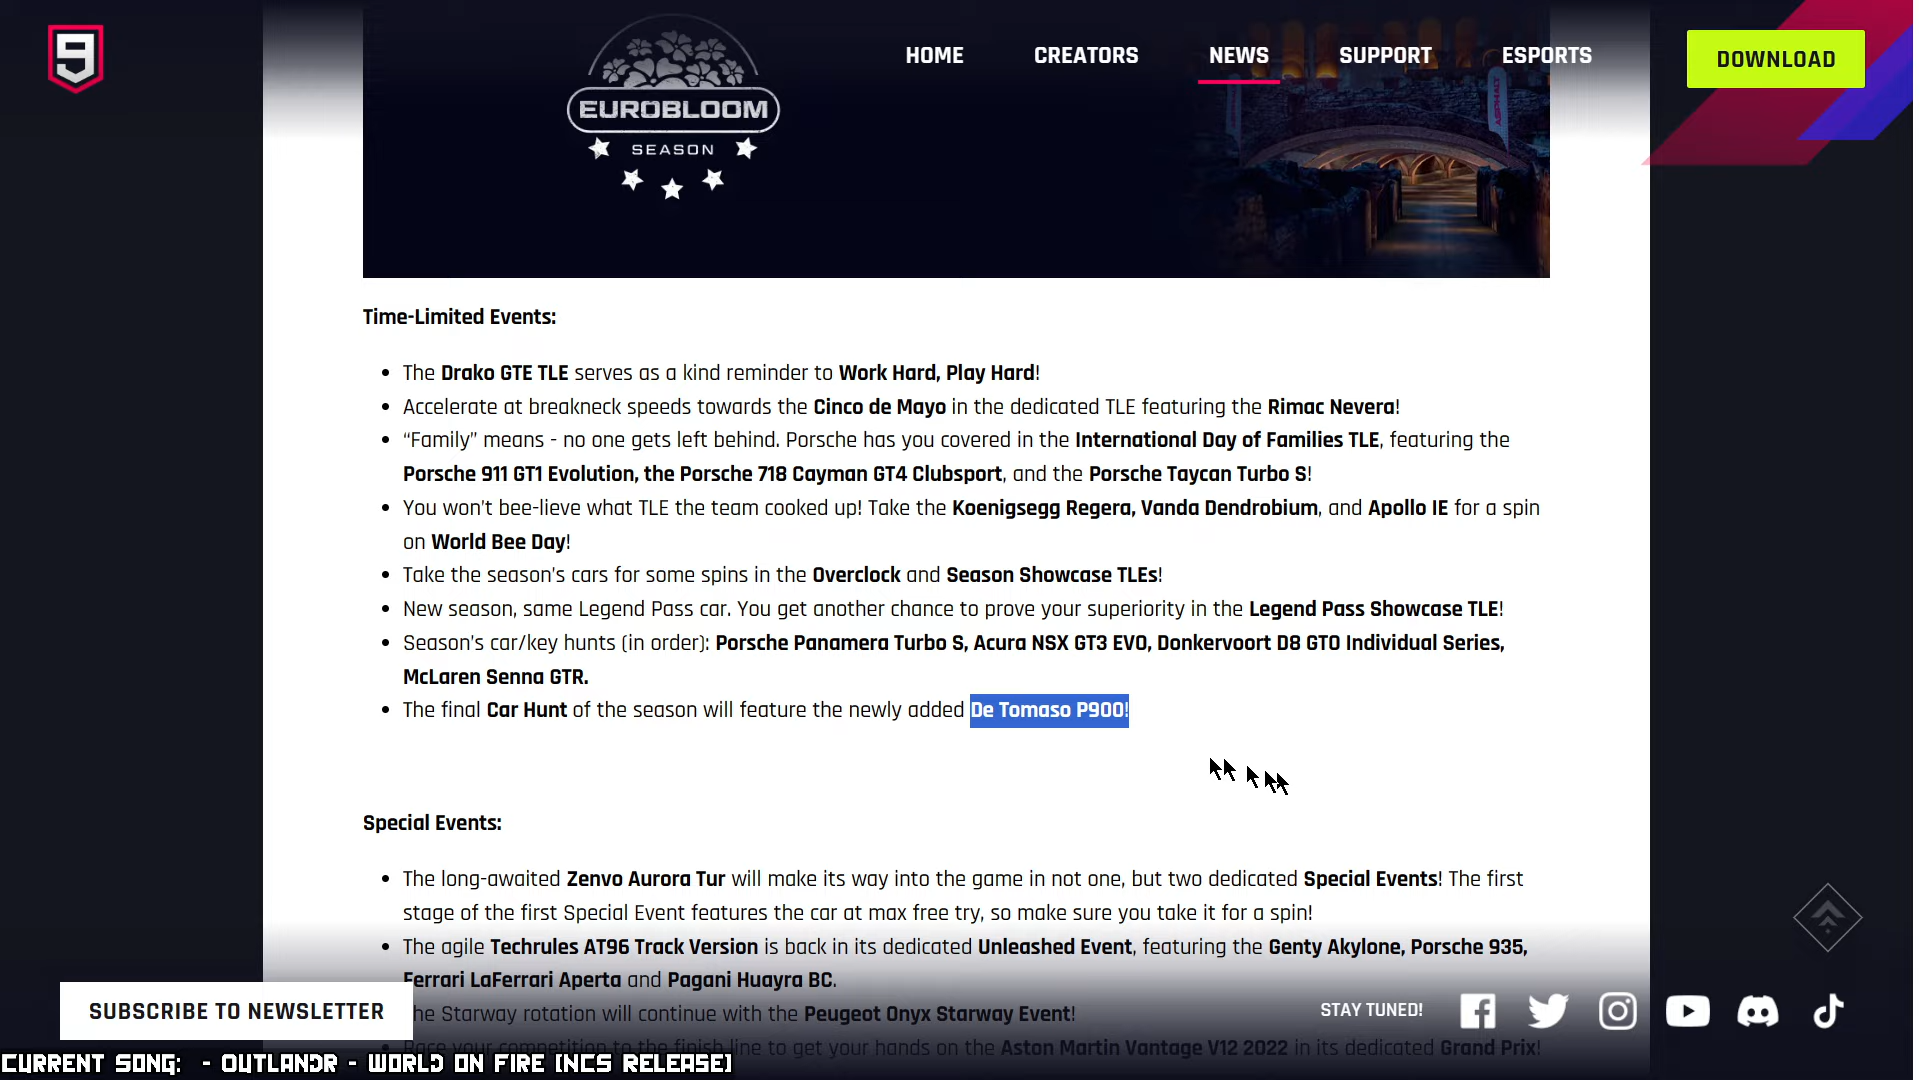 9
HOME
CREATORS
NEWS
SUPPORT
ESPORTS
DOWNLOAD
EUROBLOOM
SEASON
ASPHALT
Time-Limited Events:
The Drako GTE TLE serves as a kind reminder to Work Hard, Play Hard!
Accelerate at breakneck speeds towards the Cinco de Mayo in the dedicated TLE featuring the Rimac Nevera!
“Family” means - no one gets left behind. Porsche has you covered in the International Day of Families TLE, featuring the
Porsche 911 GT1 Evolution, the Porsche 718 Cayman GT4 Clubsport, and the Porsche Taycan Turbo S!
You won’t bee-lieve what TLE the team cooked up! Take the Koenigsegg Regera, Vanda Dendrobium, and Apollo IE for a spin
on World Bee Day!
Take the season’s cars for some spins in the Overclock and Season Showcase TLEs!
New season, same Legend Pass car. You get another chance to prove your superiority in the Legend Pass Showcase TLE!
Season’s car/key hunts (in order): Porsche Panamera Turbo S, Acura NSX GT3 EVO, Donkervoort D8 GTO Individual Series,
McLaren Senna GTR.
The final Car Hunt of the season will feature the newly added De Tomaso P900!
Special Events:
The long-awaited Zenvo Aurora Tur will make its way into the game in not one, but two dedicated Special Events! The first
stage of the first Special Event features the car at max free try, so make sure you take it for a spin!
The agile Techrules AT96 Track Version is back in its dedicated Unleashed Event, featuring the Genty Akylone, Porsche 935,
Ferrari LaFerrari Aperta and Pagani Huayra BC.
The Starway rotation will continue with the Peugeot Onyx Starway Event!
Race your competition to the finish line to get your hands on the Aston Martin Vantage V12 2022 in its dedicated Grand Prix!
SUBSCRIBE TO NEWSLETTER
STAY TUNED!
CURRENT SONG: - OUTLANDR - WORLD ON FIRE [NCS RELEASE]